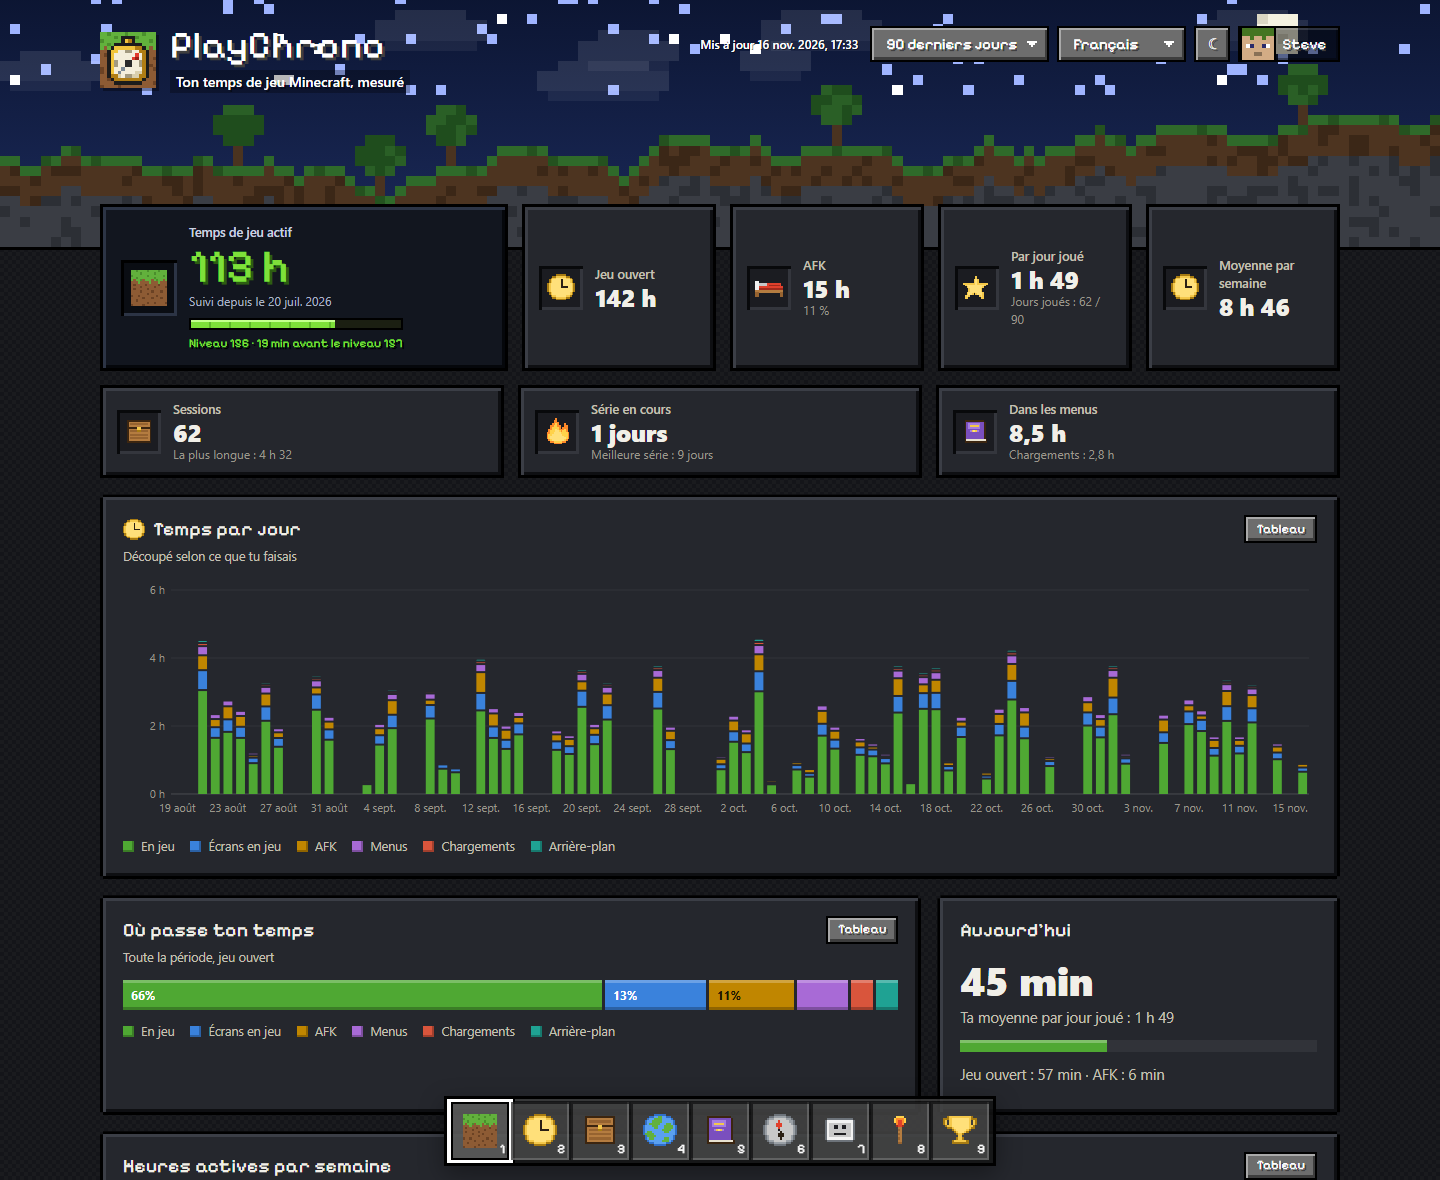 PlayChrono
Ton temps de jeu Minecraft, mesuré
Mis à jour 16 nov. 2026, 17:33
90 derniers jours
Français
Steve
Temps de jeu actif
113 h
Suivi depuis le 20 juil. 2026
Niveau 196 · 19 min avant le niveau 197
Jeu ouvert
142 h
AFK
15 h
11 %
Par jour joué
1 h 49
Jours joués : 62 /
90
Moyenne par
semaine
8 h 46
Sessions
62
La plus longue : 4 h 32
Série en cours
1 jours
Meilleure série : 9 jours
Dans les menus
8,5 h
Chargements : 2,8 h
Temps par jour
Tableau
Découpé selon ce que tu faisais
6 h
4 h
2 h
0 h
19 août 23 août 27 août 31 août 4 sept. 8 sept. 12 sept. 16 sept. 20 sept. 24 sept. 28 sept. 2 oct. 6 oct. 10 oct. 14 oct. 18 oct. 22 oct. 26 oct. 30 oct. 3 nov. 7 nov. 11 nov. 15 nov.
En jeu Écrans en jeu AFK Menus Chargements Arrière-plan
Où passe ton temps
Tableau
Toute la période, jeu ouvert
66% 13% 11%
En jeu Écrans en jeu AFK Menus Chargements Arrière-plan
Aujourd'hui
45 min
Ta moyenne par jour joué : 1 h 49
Jeu ouvert : 57 min · AFK : 6 min
1 2 3 4 5 6 7 8 9
Heures actives par semaine
Tableau